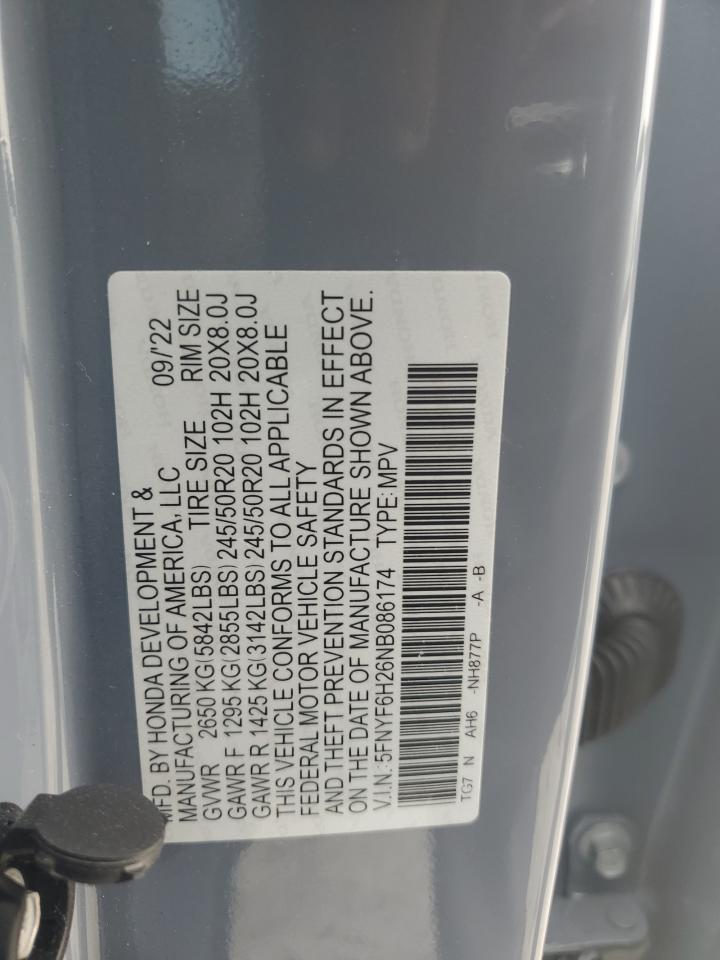 MFD. BY HONDA DEVELOPMENT & 09/'22
MANUFACTURING OF AMERICA, LLC
GVWR 2650 KG (5842LBS) TIRE SIZE RIM SIZE
GAWR F 1295 KG (2855LBS) 245/50R20 102H 20X8.0J
GAWR R 1425 KG (3142LBS) 245/50R20 102H 20X8.0J
THIS VEHICLE CONFORMS TO ALL APPLICABLE
FEDERAL MOTOR VEHICLE SAFETY
AND THEFT PREVENTION STANDARDS IN EFFECT
ON THE DATE OF MANUFACTURE SHOWN ABOVE.
V.I.N.: 5FNYF6H26NB086174 TYPE: MPV
TG7 N AH6 -NH877P -A -B